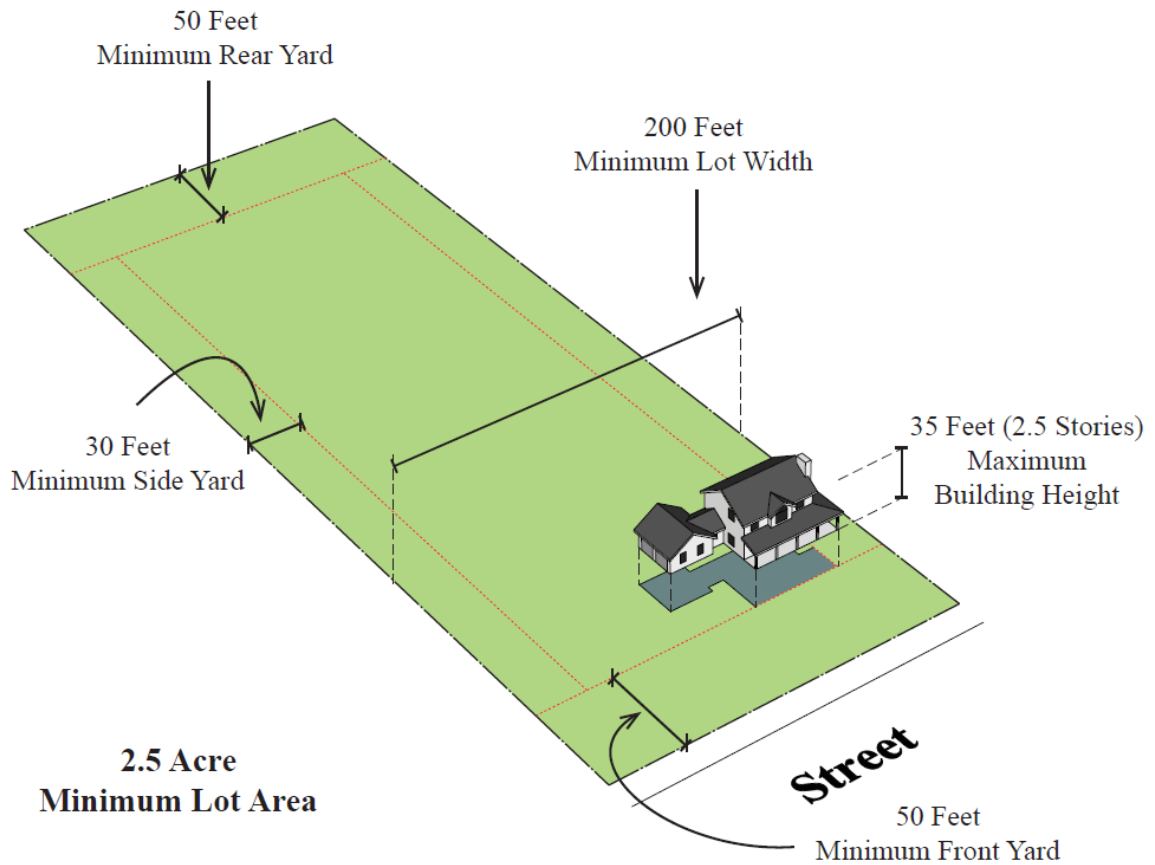 50 Feet
Minimum Rear Yard
200 Feet
Minimum Lot Width
30 Feet
Minimum Side Yard
35 Feet (2.5 Stories)
Maximum
Building Height
2.5 Acre
Minimum Lot Area
Street
50 Feet
Minimum Front Yard